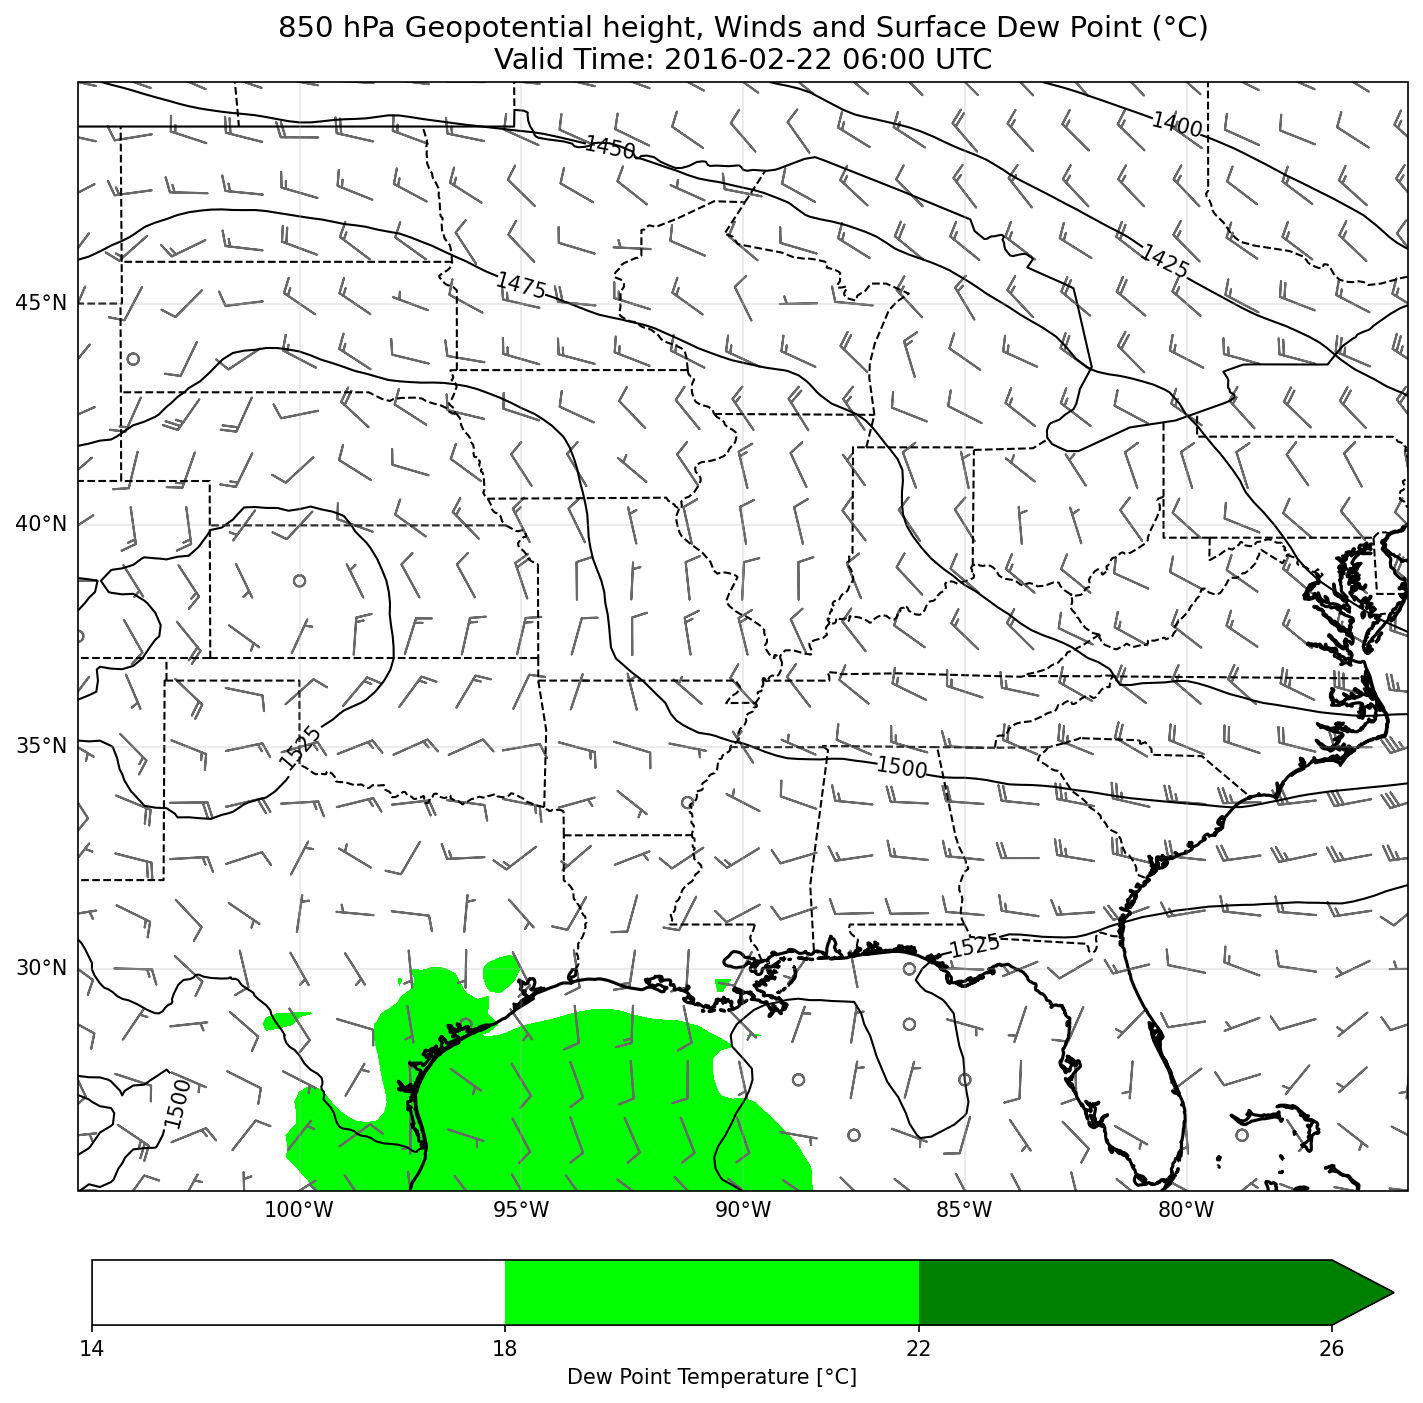 850 hPa Geopotential height, Winds and Surface Dew Point (°C)
Valid Time: 2016-02-22 06:00 UTC
1400
1450
1425
1475
45°N
40°N
35°N
1525
1500
1525
30°N
1500
100°W 95°W 90°W 85°W 80°W
14 18 22 26
Dew Point Temperature [°C]